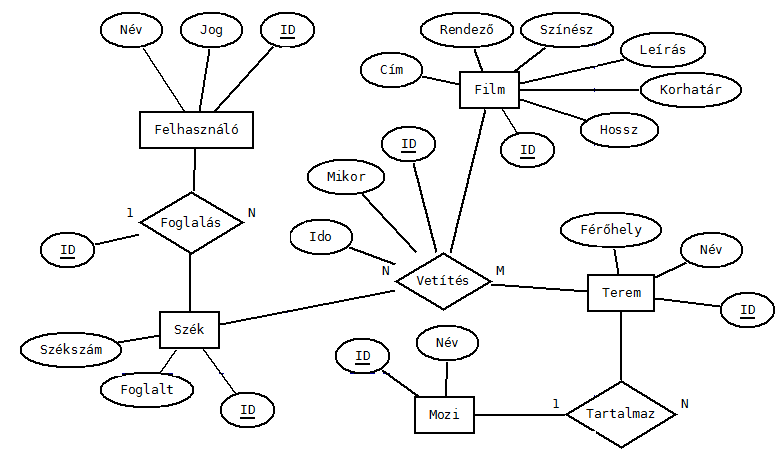 Név
Jog
ID
Rendező
Színész
Leírás
Cím
Film
Korhatár
Felhasználó
Hossz
ID
ID
Mikor
1
Foglalás
N
ID
Ido
Férőhely
Név
N
Vetítés
M
Terem
ID
Szék
Székszám
Foglalt
ID
ID
Név
Mozi
1
Tartalmaz
N